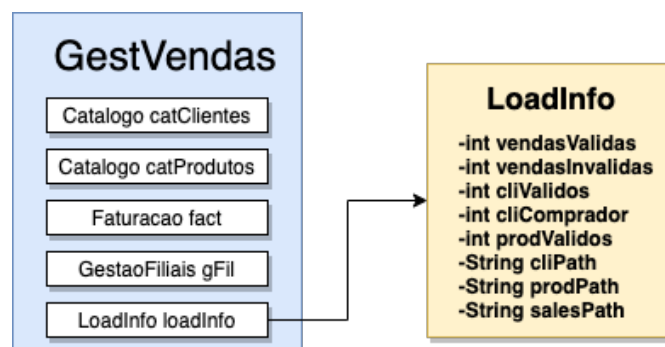 GestVendas
Catalogo catClientes
Catalogo catProdutos
Faturacao fact
GestaoFiliais gFil
LoadInfo loadInfo
LoadInfo
-int vendasValidas
-int vendasInvalidas
-int cliValidos
-int cliComprador
-int prodValidos
-String cliPath
-String prodPath
-String salesPath